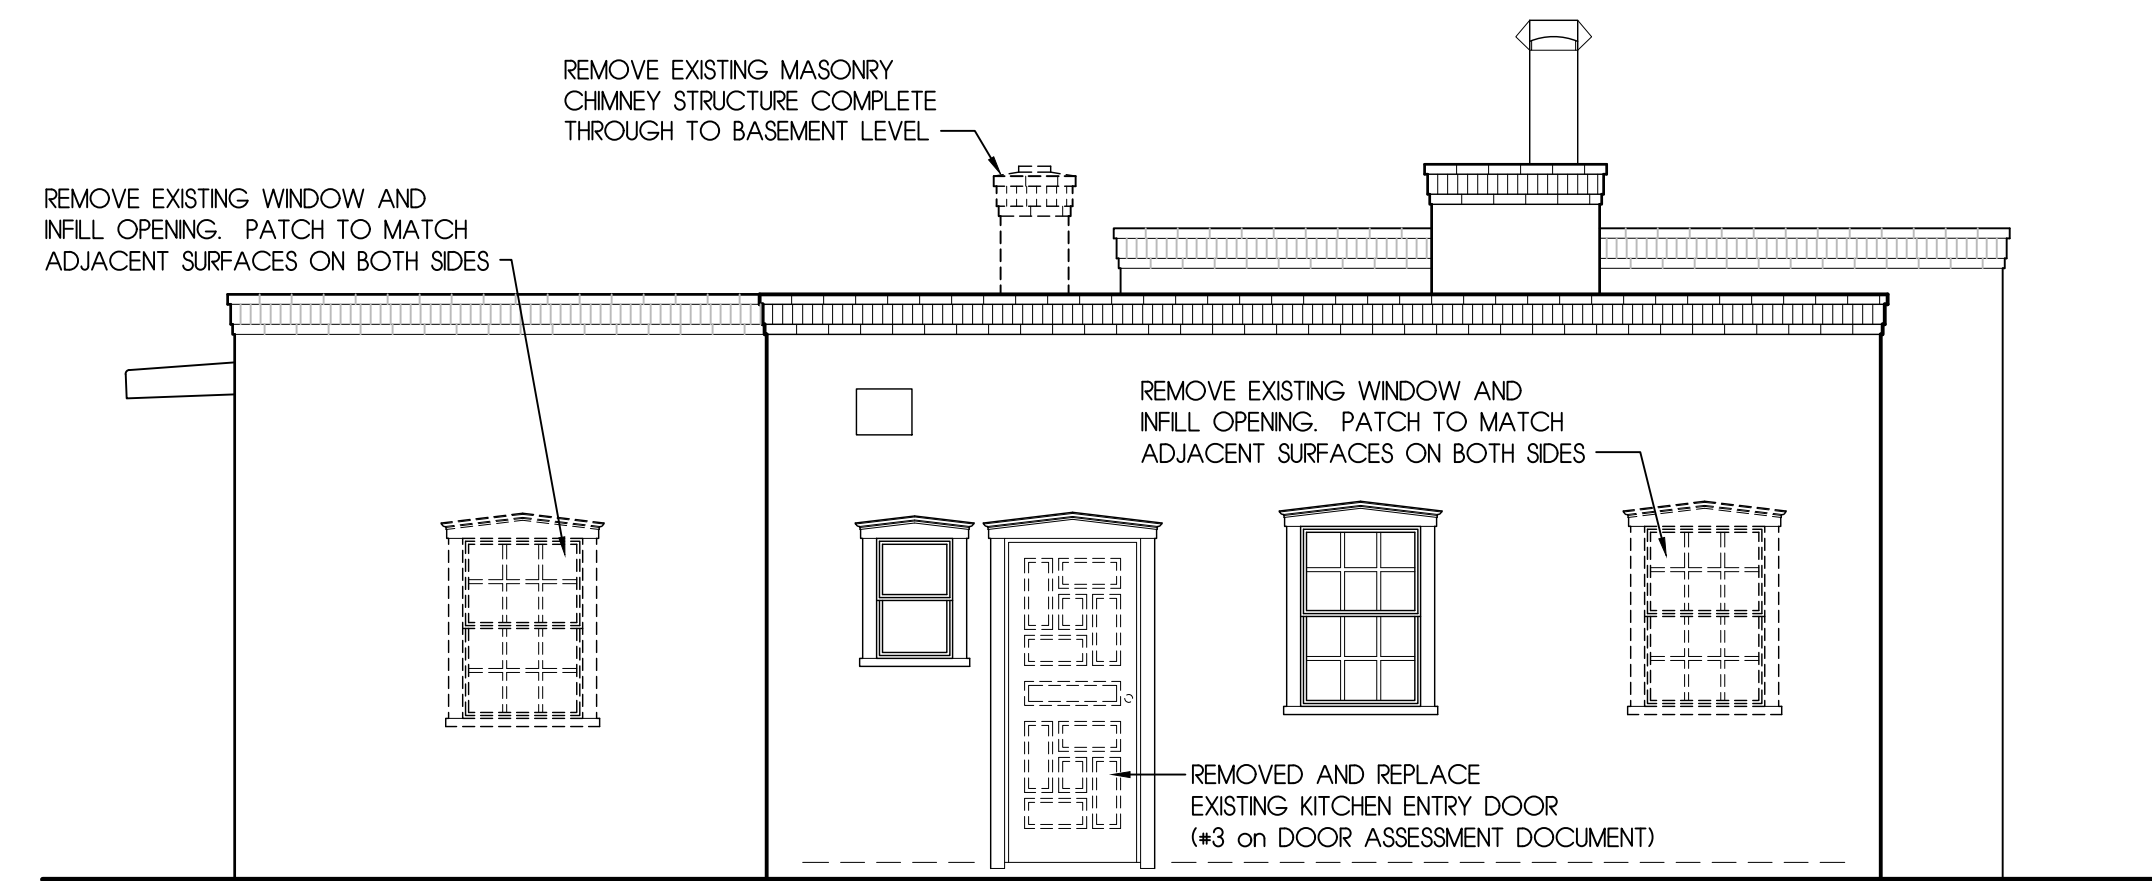 REMOVE EXISTING MASONRY
CHIMNEY STRUCTURE COMPLETE
THROUGH TO BASEMENT LEVEL
REMOVE EXISTING WINDOW AND
INFILL OPENING.  PATCH TO MATCH
ADJACENT SURFACES ON BOTH SIDES
REMOVE EXISTING WINDOW AND
INFILL OPENING.  PATCH TO MATCH
ADJACENT SURFACES ON BOTH SIDES
REMOVED AND REPLACE
EXISTING KITCHEN ENTRY DOOR
(#3 on DOOR ASSESSMENT DOCUMENT)